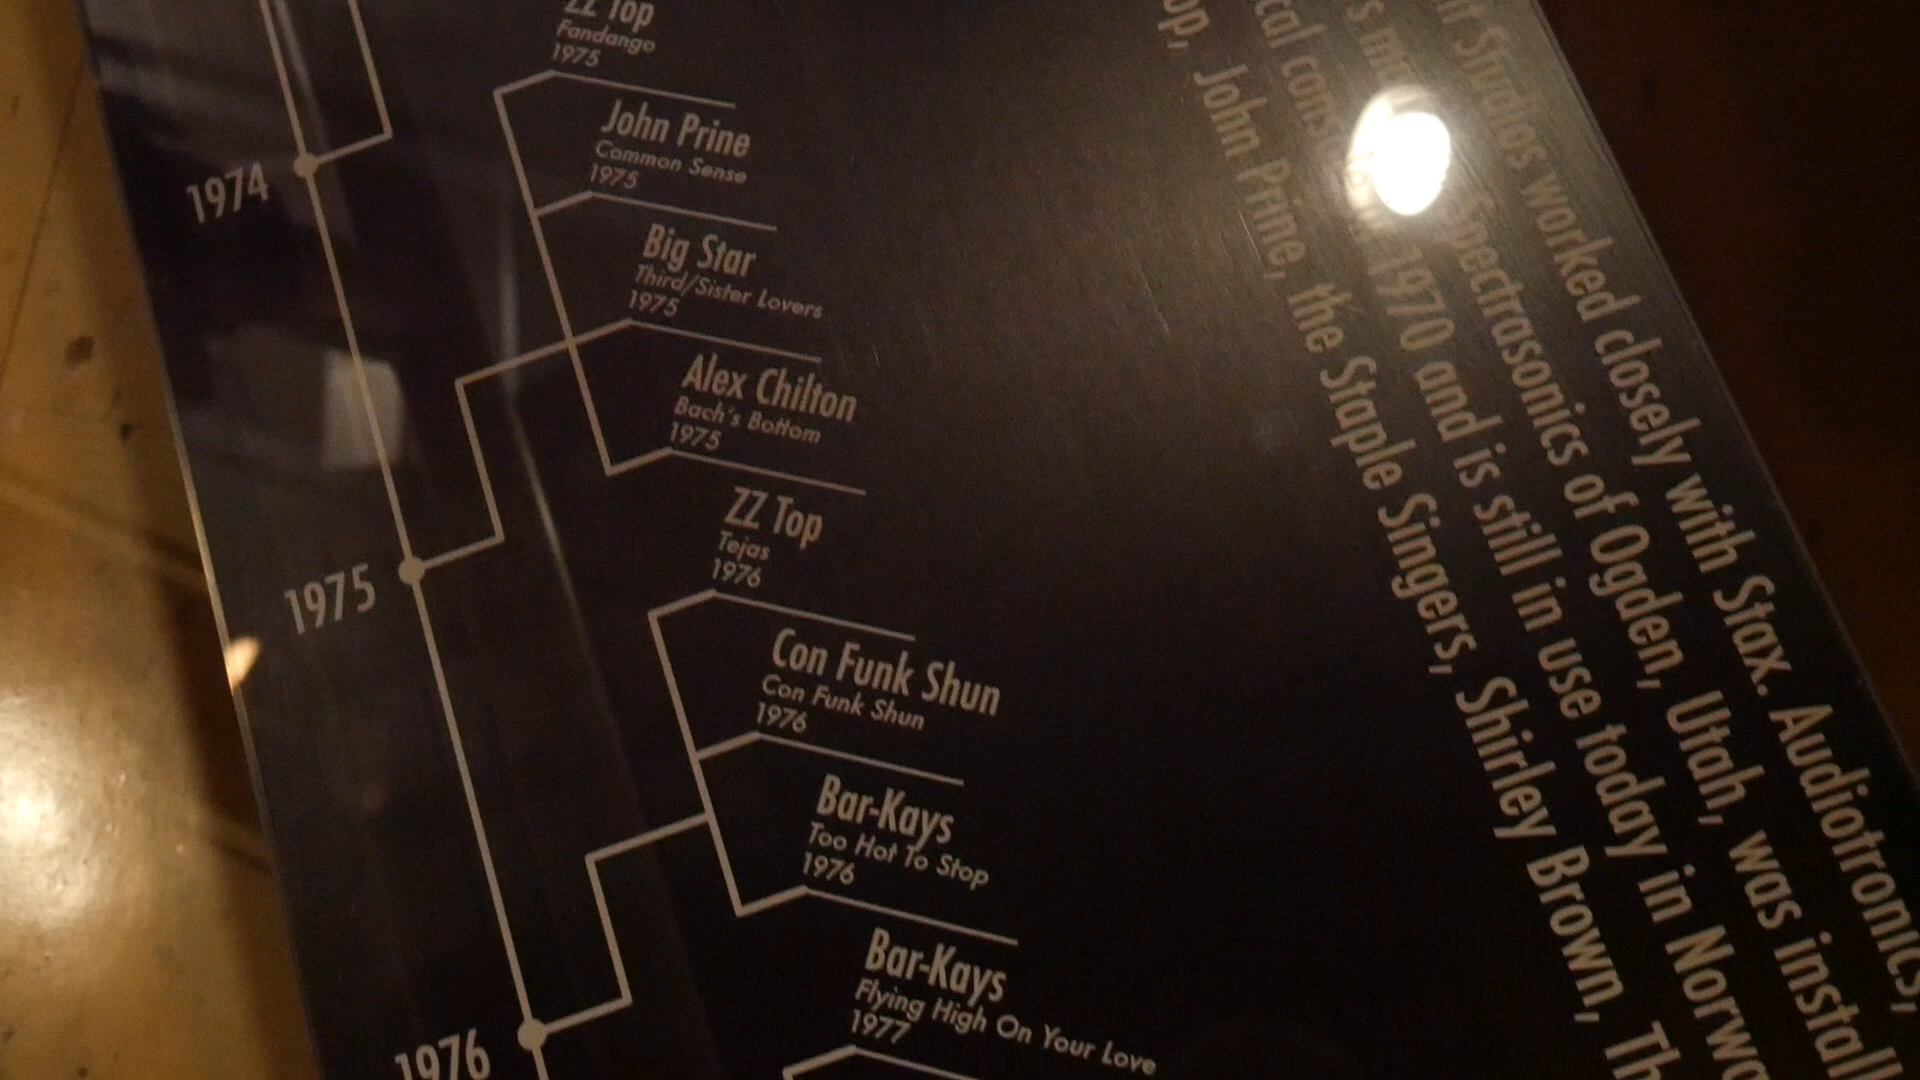 ZZ Top
Fandango
1975
John Prine
Common Sense
1975
Big Star
Third/Sister Lovers
1975
Alex Chilton
Bach's Bottom
1975
ZZ Top
Tejas
1976
Con Funk Shun
Con Funk Shun
1976
Bar-Kays
Too Hot To Stop
1976
Bar-Kays
Flying High On Your Love
1977
1974
1975
1976
Studios worked closely with Stax. Audiotronics,
Spectrasonics of Ogden, Utah, was install
1970 and is still in use today in Norwa
John Prine, the Staple Singers, Shirley Brown, Th